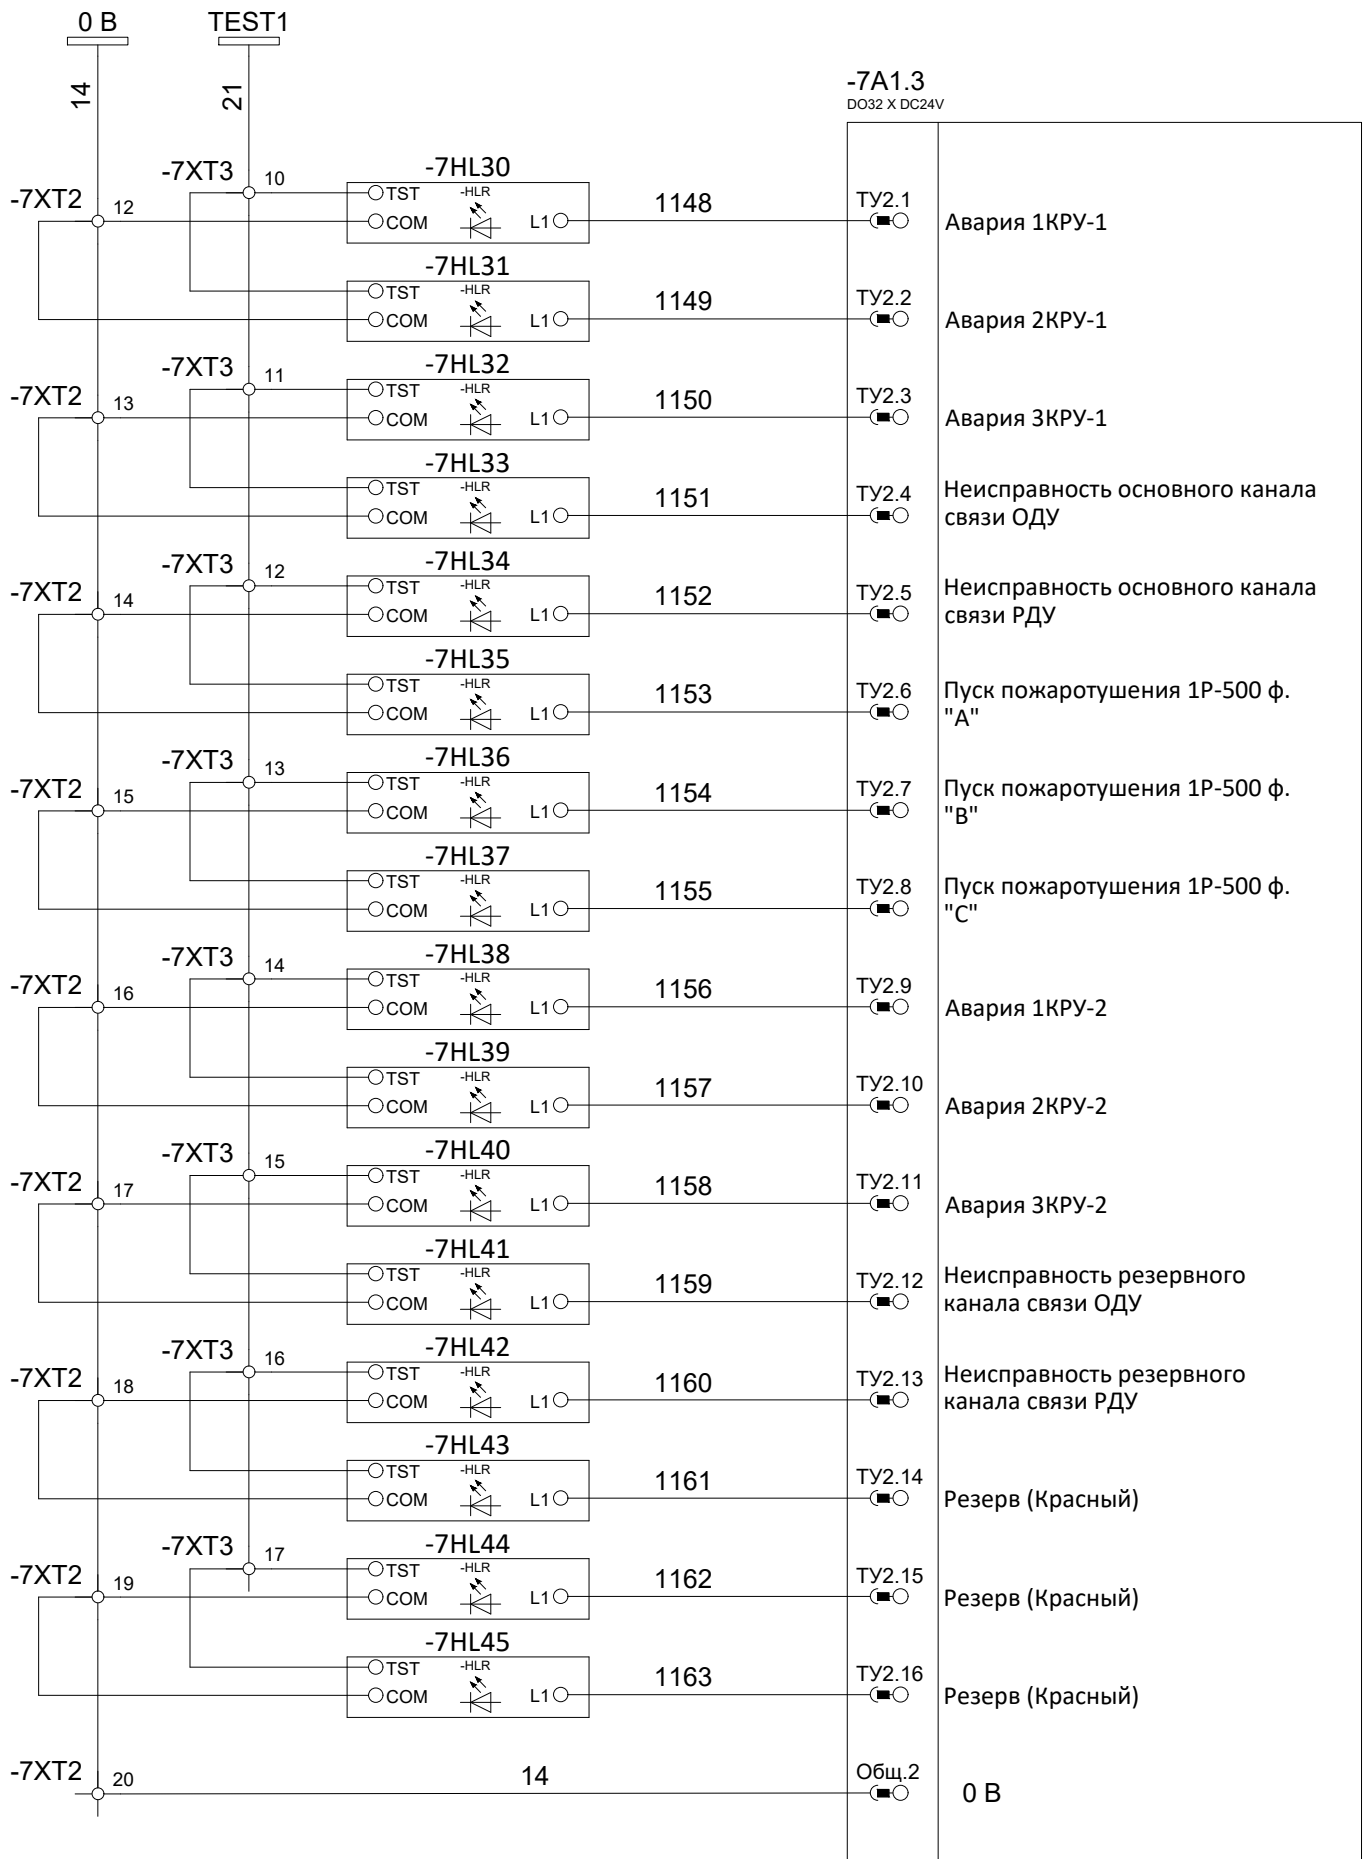 0 В
TEST1
14
21
-7A1.3
DO32 X DC24V
-7XT3
10
-7HL30
-7XT2
12
TST
-HLR
COM
L1
1148
ТУ2.1
Авария 1КРУ-1
-7HL31
TST
-HLR
COM
L1
1149
ТУ2.2
Авария 2КРУ-1
-7XT3
11
-7HL32
-7XT2
13
TST
-HLR
COM
L1
1150
ТУ2.3
Авария 3КРУ-1
-7HL33
TST
-HLR
COM
L1
1151
ТУ2.4
Неисправность основного канала
связи ОДУ
-7XT3
12
-7HL34
-7XT2
14
TST
-HLR
COM
L1
1152
ТУ2.5
Неисправность основного канала
связи РДУ
-7HL35
TST
-HLR
COM
L1
1153
ТУ2.6
Пуск пожаротушения 1Р-500 ф.
"А"
-7XT3
13
-7HL36
-7XT2
15
TST
-HLR
COM
L1
1154
ТУ2.7
Пуск пожаротушения 1Р-500 ф.
"В"
-7HL37
TST
-HLR
COM
L1
1155
ТУ2.8
Пуск пожаротушения 1Р-500 ф.
"С"
-7XT3
14
-7HL38
-7XT2
16
TST
-HLR
COM
L1
1156
ТУ2.9
Авария 1КРУ-2
-7HL39
TST
-HLR
COM
L1
1157
ТУ2.10
Авария 2КРУ-2
-7XT3
15
-7HL40
-7XT2
17
TST
-HLR
COM
L1
1158
ТУ2.11
Авария 3КРУ-2
-7HL41
TST
-HLR
COM
L1
1159
ТУ2.12
Неисправность резервного
канала связи ОДУ
-7XT3
16
-7HL42
-7XT2
18
TST
-HLR
COM
L1
1160
ТУ2.13
Неисправность резервного
канала связи РДУ
-7HL43
TST
-HLR
COM
L1
1161
ТУ2.14
Резерв (Красный)
-7XT3
17
-7HL44
-7XT2
19
TST
-HLR
COM
L1
1162
ТУ2.15
Резерв (Красный)
-7HL45
TST
-HLR
COM
L1
1163
ТУ2.16
Резерв (Красный)
-7XT2
20
14
Общ.2
0 В